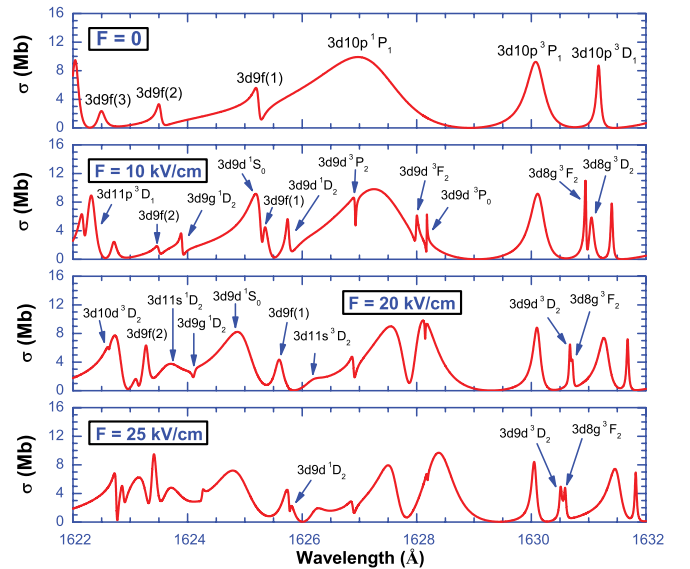 16
12
8
4
0
σ (Mb)
F = 0
3d9f(3)
3d9f(2)
3d9f(1)
3d10p ¹P₁
3d10p ³P₁
3d10p ³D₁
16
12
8
4
0
σ (Mb)
F = 10 kV/cm
3d11p ³D₁
3d9f(2)
3d9g ¹D₂
3d9d ¹S₀
3d9f(1)
3d9d ¹D₂
3d9d ³P₂
3d9d ³F₂
3d9d ³P₀
3d8g ³F₂
3d8g ³D₂
16
12
8
4
0
σ (Mb)
3d10d ³D₂
3d9f(2)
3d11s ¹D₂
3d9g ¹D₂
3d9d ¹S₀
3d9f(1)
3d11s ³D₂
F = 20 kV/cm
3d9d ³D₂
3d8g ³F₂
16
12
8
4
0
σ (Mb)
F = 25 kV/cm
3d9d ¹D₂
3d9d ³D₂
3d8g ³F₂
1622 1624 1626 1628 1630 1632
Wavelength (Å)